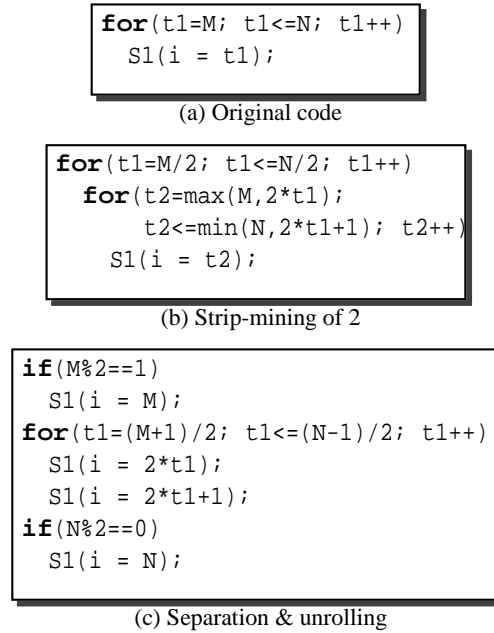 for(t1=M; t1<=N; t1++)
S1(i = t1);
(a) Original code
for(t1=M/2; t1<=N/2; t1++)
for(t2=max(M,2*t1);
t2<=min(N,2*t1+1); t2++)
S1(i = t2);
(b) Strip-mining of 2
if(M%2==1)
S1(i = M);
for(t1=(M+1)/2; t1<=(N-1)/2; t1++)
S1(i = 2*t1);
S1(i = 2*t1+1);
if(N%2==0)
S1(i = N);
(c) Separation & unrolling